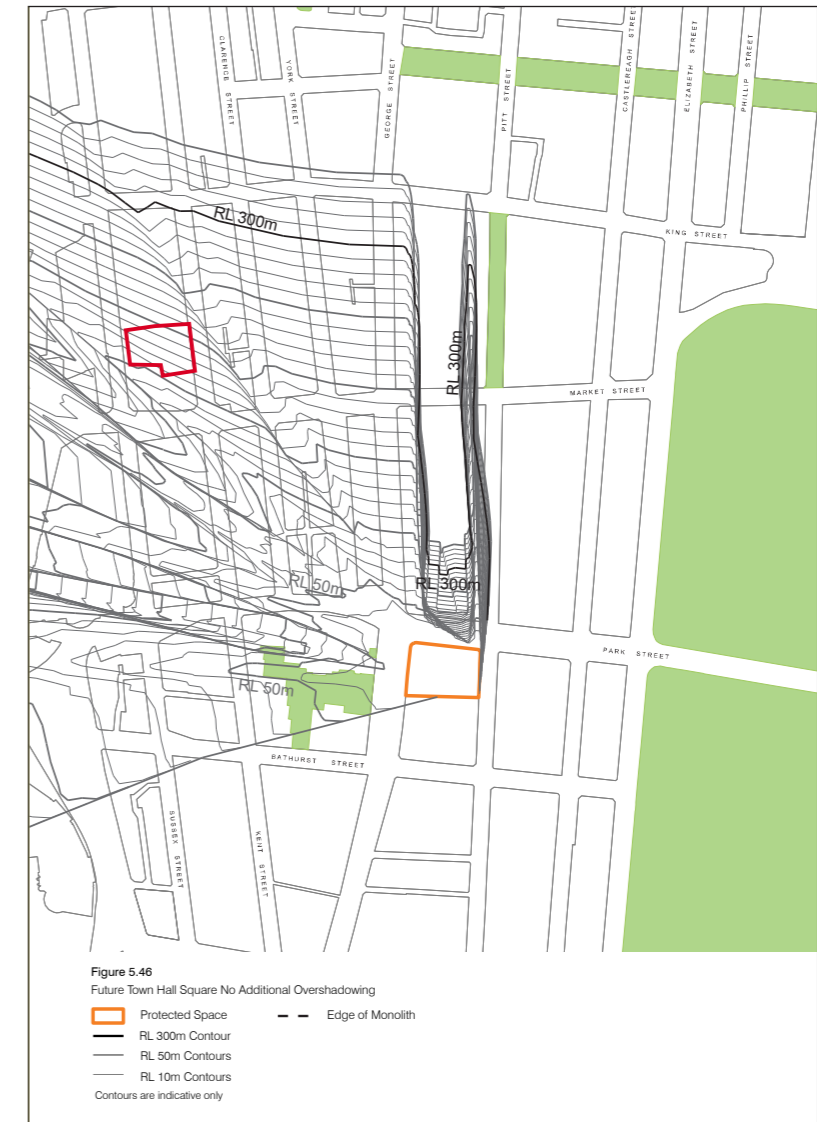 CLARENCE STREET
YORK STREET
GEORGE STREET
PITT STREET
CASTLEREAGH STREET
ELIZABETH STREET
PHILLIP STREET
RL 300m
KING STREET
RL 300m
MARKET STREET
RL 300m
RL 50m
PARK STREET
RL 50m
BATHURST STREET
SUSSEX STREET
KENT STREET
Figure 5.46
Future Town Hall Square No Additional Overshadowing
Protected Space
Edge of Monolith
RL 300m Contour
RL 50m Contours
RL 10m Contours
Contours are indicative only